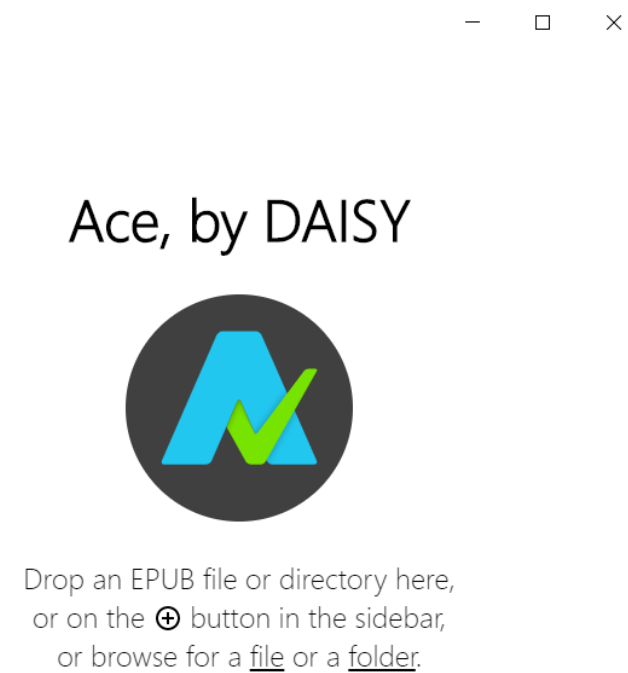 Ace, by DAISY
Drop an EPUB file or directory here,
or on the ⊕ button in the sidebar,
or browse for a file or a folder.